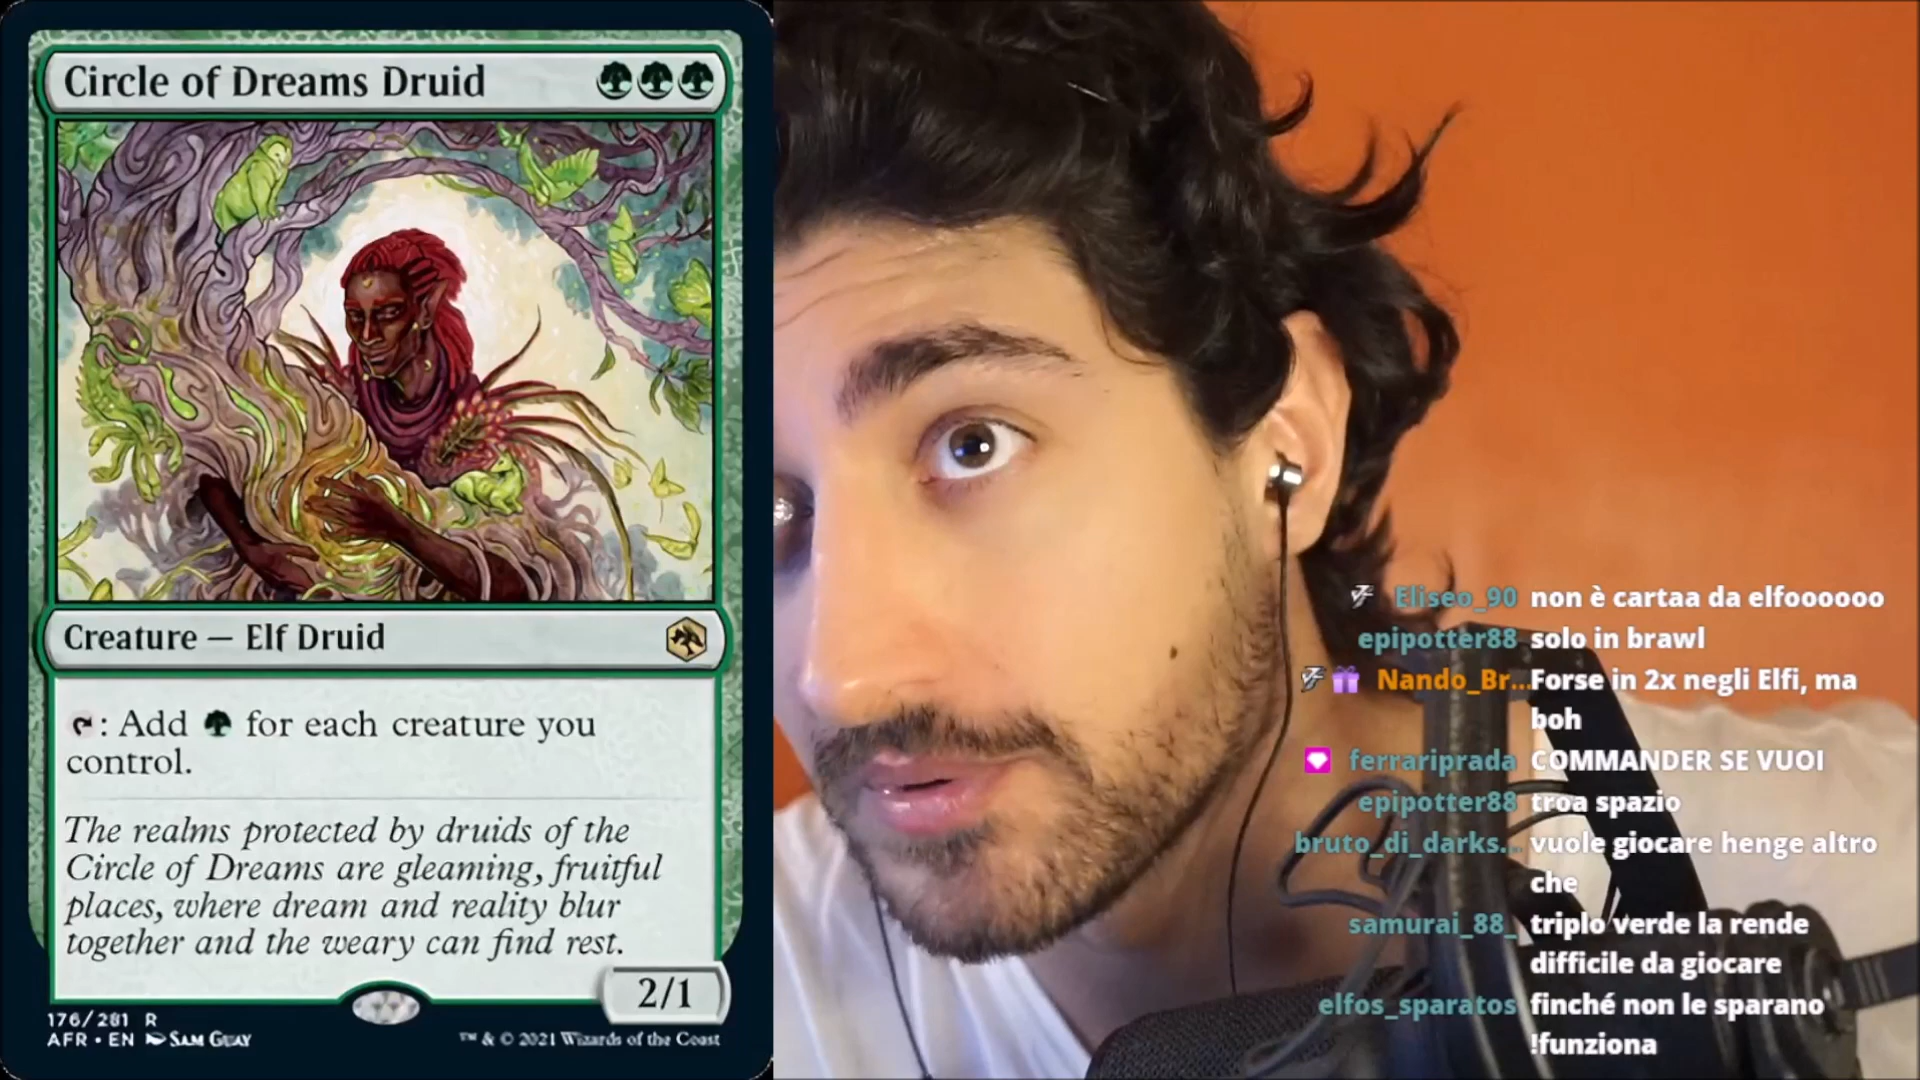 Circle of Dreams Druid
Creature — Elf Druid
: Add for each creature you
control.
The realms protected by druids of the
Circle of Dreams are gleaming, fruitful
places, where dream and reality blur
together and the weary can find rest.
2/1
176/281 R
AFR • EN SAM GUAY
™ & © 2021 Wizards of the Coast
Eliseo_90 non è cartaa da elfoooooo
epipotter88 solo in brawl
Nando_Br... Forse in 2x negli Elfi, ma
boh
ferrariprada COMMANDER SE VUOI
epipotter88 troa spazio
bruto_di_darks... vuole giocare henge altro
che
samurai_88_ triplo verde la rende
difficile da giocare
elfos_sparatos finché non le sparano
!funziona